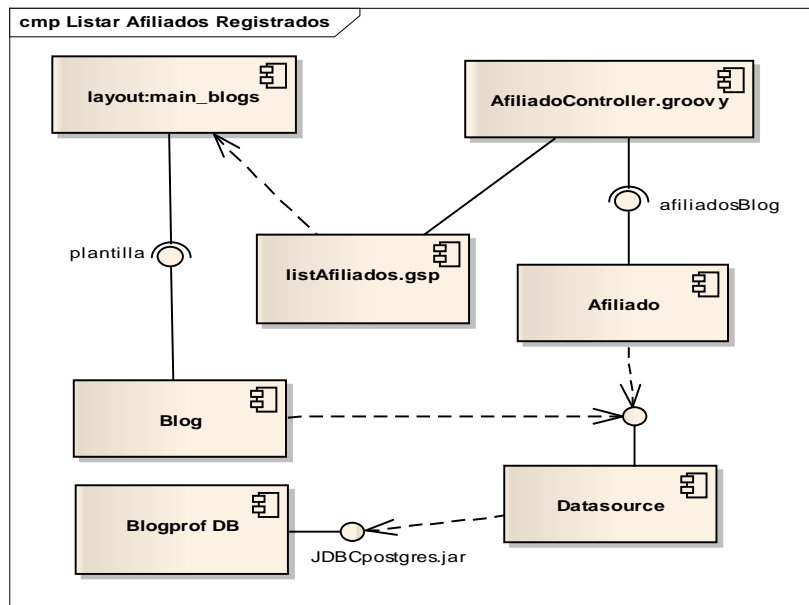 cmp Listar Afiliados Registrados
layout:main_blogs
AfiliadoController.groovy
afiliadosBlog
plantilla
listAfiliados.gsp
Afiliado
Blog
Blogprof DB
Datasource
JDBCpostgres.jar